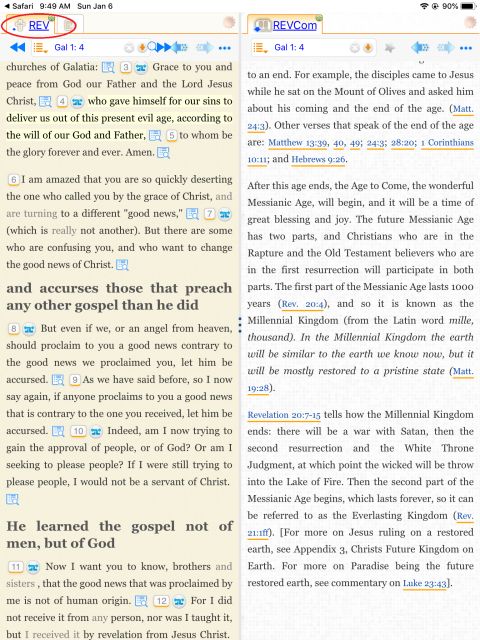 Safari 9:49 AM Sun Jan 6
90%
REV
Gal 1: 4
churches of Galatia: 3 Grace to you and
peace from God our Father and the Lord Jesus
Christ, 4 who gave himself for our sins to
deliver us out of this present evil age, according to
the will of our God and Father, 5 to whom be
the glory forever and ever. Amen.
6 I am amazed that you are so quickly deserting
the one who called you by the grace of Christ, and
are turning to a different "good news," 7
(which is really not another). But there are some
who are confusing you, and who want to change
the good news of Christ.
and accurses those that preach
any other gospel than he did
8 But even if we, or an angel from heaven,
should proclaim to you a good news contrary to
the good news we proclaimed you, let him be
accursed. 9 As we have said before, so I now
say again, if anyone proclaims to you a good news
that is contrary to the one you received, let him be
accursed. 10 Indeed, am I now trying to
gain the approval of people, or of God? Or am I
seeking to please people? If I were still trying to
please people, I would not be a servant of Christ.
He learned the gospel not of
men, but of God
11 Now I want you to know, brothers and
sisters , that the good news that was proclaimed by
me is not of human origin. 12 For I did
not receive it from any person, nor was I taught it,
but I received it by revelation from Jesus Christ.
REVCom
Gal 1: 4
to an end. For example, the disciples came to Jesus
while he sat on the Mount of Olives and asked him
about his coming and the end of the age. (Matt.
24:3). Other verses that speak of the end of the age
are: Matthew 13:39, 40, 49; 24:3; 28:20; 1 Corinthians
10:11; and Hebrews 9:26.
After this age ends, the Age to Come, the wonderful
Messianic Age, will begin, and it will be a time of
great blessing and joy. The future Messianic Age
has two parts, and Christians who are in the
Rapture and the Old Testament believers who are
in the first resurrection will participate in both
parts. The first part of the Messianic Age lasts 1000
years (Rev. 20:4), and so it is known as the
Millennial Kingdom (from the Latin word mille,
thousand). In the Millennial Kingdom the earth
will be similar to the earth we know now, but it
will be mostly restored to a pristine state (Matt.
19:28).
Revelation 20:7-15 tells how the Millennial Kingdom
ends: there will be a war with Satan, then the
second resurrection and the White Throne
Judgment, at which point the wicked will be throw
into the Lake of Fire. Then the second part of the
Messianic Age begins, which lasts forever, so it can
be referred to as the Everlasting Kingdom (Rev.
21:1ff). [For more on Jesus ruling on a restored
earth, see Appendix 3, Christs Future Kingdom on
Earth. For more on Paradise being the future
restored earth, see commentary on Luke 23:43].